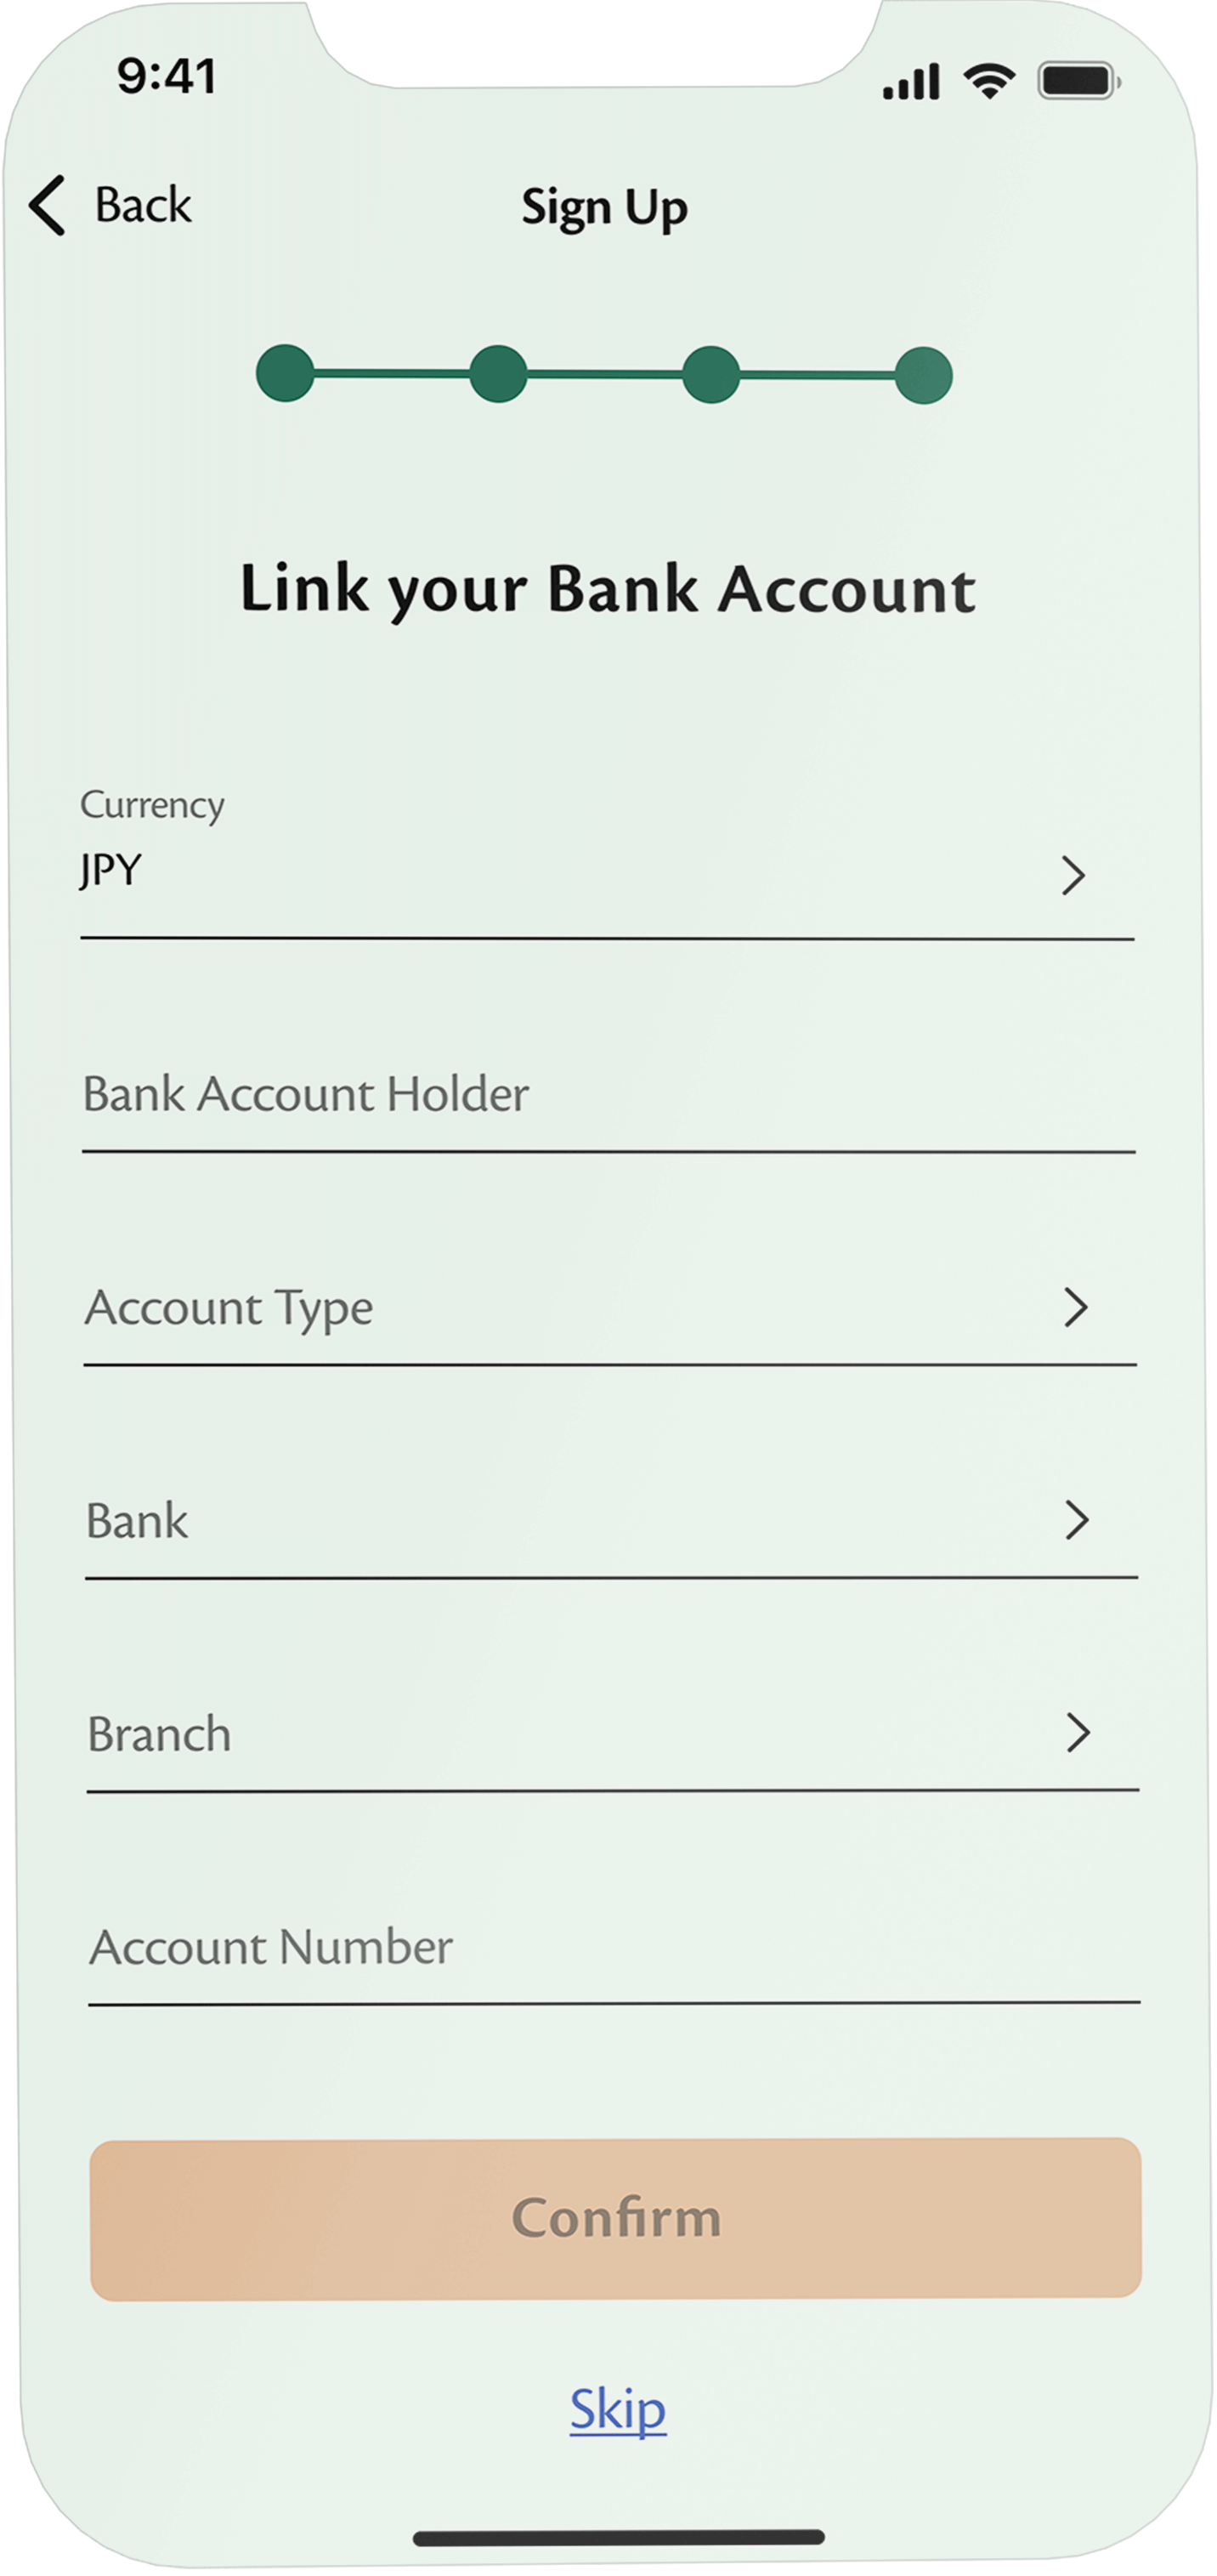 9:41
Back
Sign Up
Link your Bank Account
Currency
JPY
Bank Account Holder
Account Type
Bank
Branch
Account Number
Confirm
Skip